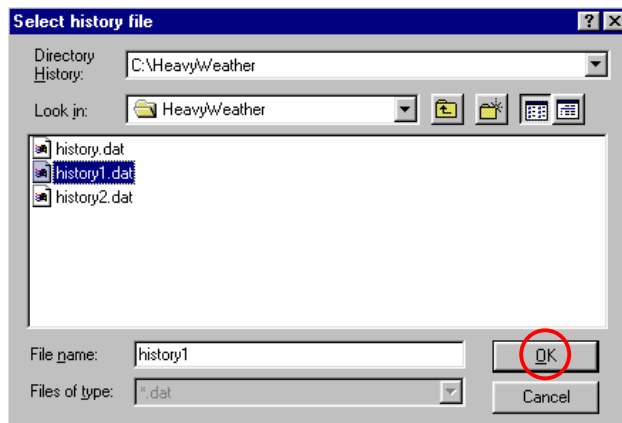 Select history file
Directory
History:
C:\HeavyWeather
Look in:
HeavyWeather
history.dat
history1.dat
history2.dat
File name:
history1
OK
Files of type:
*.dat
Cancel